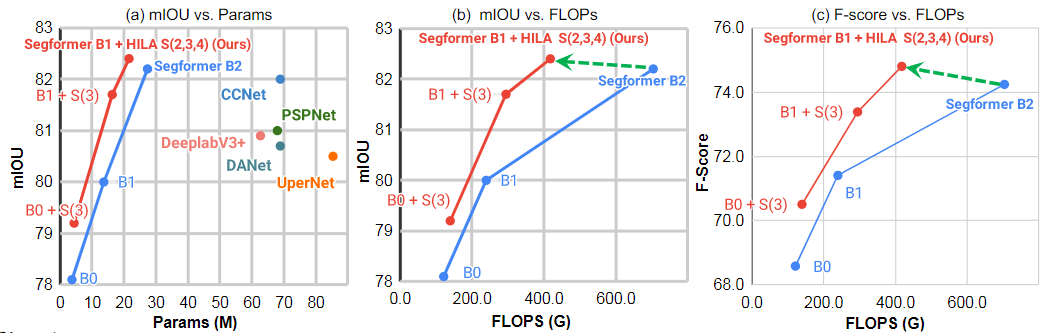 (a) mIOU vs. Params
83
82
81
80
79
78
mIOU
Segformer B1 + HILA S(2,3,4) (Ours)
Segformer B2
B1 + S(3)
CCNet
PSPNet
DeeplabV3+
DANet
UperNet
B1
B0 + S(3)
B0
0 10 20 30 40 50 60 70 80
Params (M)
(b) mIOU vs. FLOPs
83
82
81
80
79
78
mIOU
Segformer B1 + HILA S(2,3,4) (Ours)
Segformer B2
B1 + S(3)
B1
B0 + S(3)
B0
0.0 200.0 400.0 600.0
FLOPS (G)
(c) F-score vs. FLOPs
76.0
74.0
72.0
70.0
68.0
F-Score
Segformer B1 + HILA S(2,3,4) (Ours)
Segformer B2
B1 + S(3)
B1
B0 + S(3)
B0
0.0 200.0 400.0 600.0
FLOPS (G)